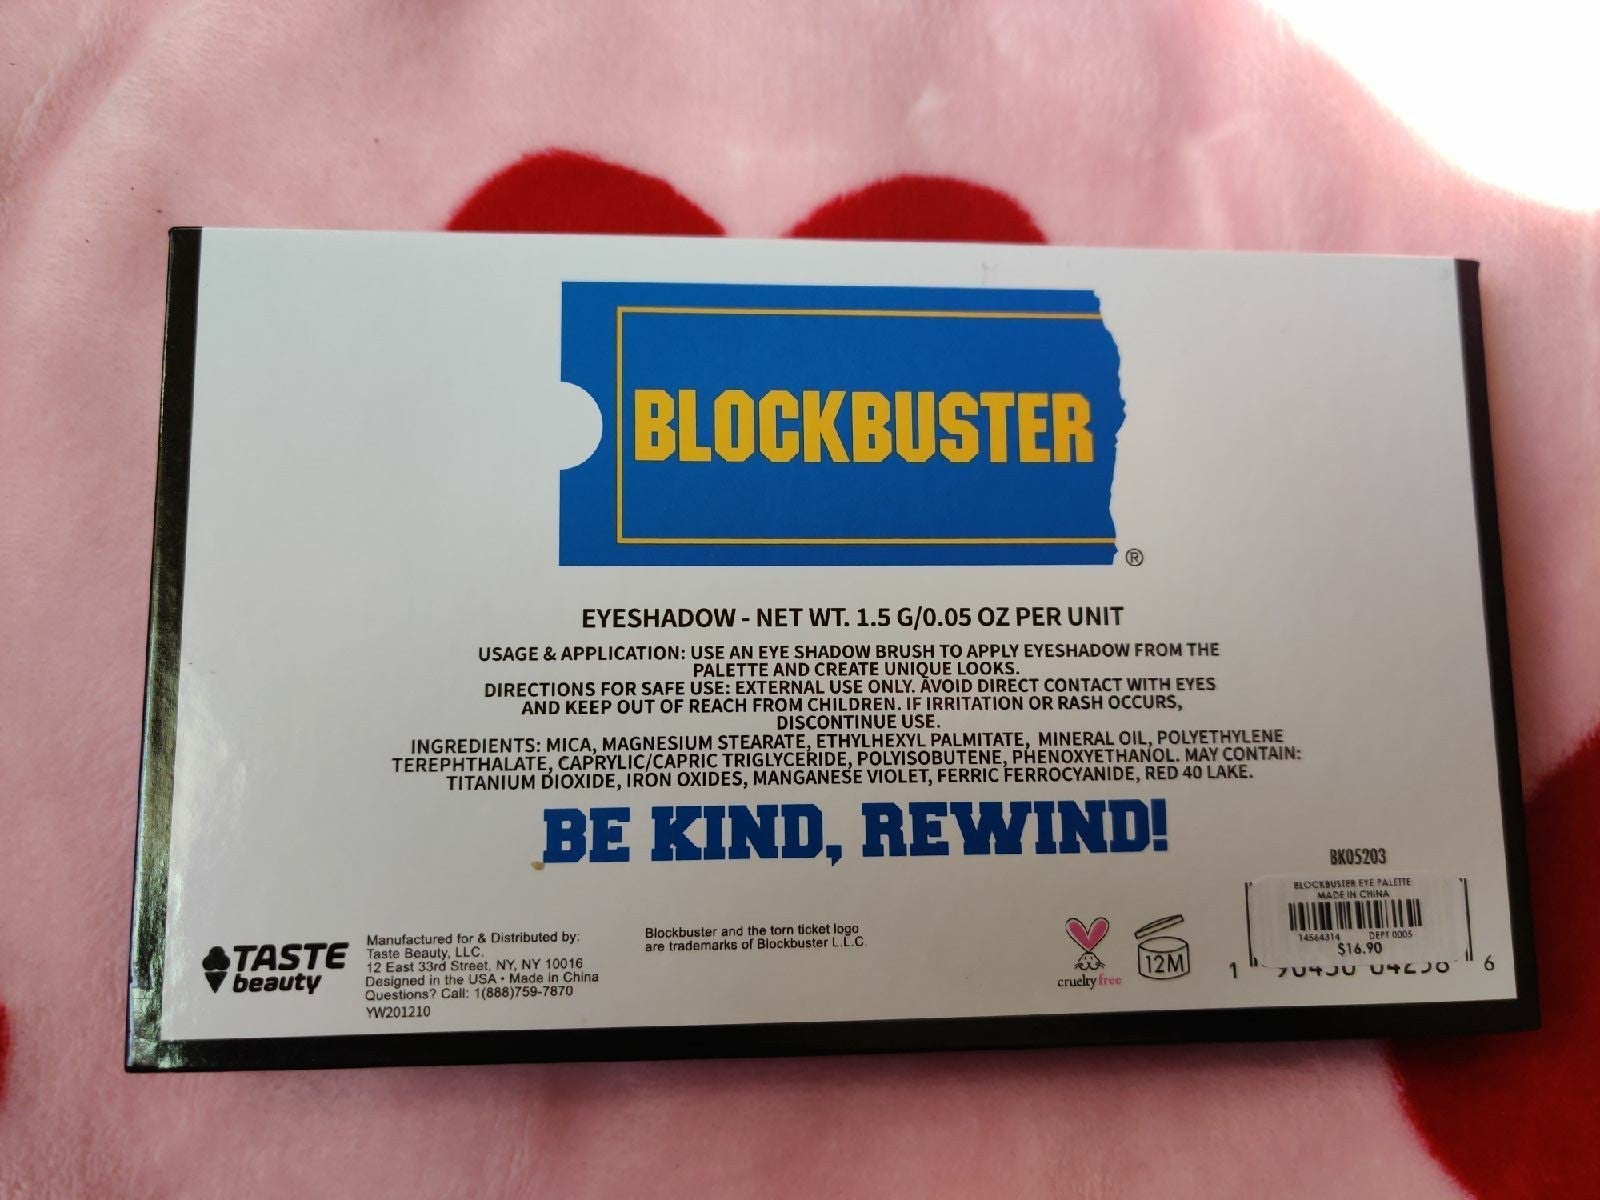 BLOCKBUSTER
®
EYESHADOW - NET WT. 1.5 G/0.05 OZ PER UNIT
USAGE & APPLICATION: USE AN EYE SHADOW BRUSH TO APPLY EYESHADOW FROM THE
PALETTE AND CREATE UNIQUE LOOKS.
DIRECTIONS FOR SAFE USE: EXTERNAL USE ONLY. AVOID DIRECT CONTACT WITH EYES
AND KEEP OUT OF REACH FROM CHILDREN. IF IRRITATION OR RASH OCCURS,
DISCONTINUE USE.
INGREDIENTS: MICA, MAGNESIUM STEARATE, ETHYLHEXYL PALMITATE, MINERAL OIL, POLYETHYLENE
TEREPHTHALATE, CAPRYLIC/CAPRIC TRIGLYCERIDE, POLYISOBUTENE, PHENOXYETHANOL. MAY CONTAIN:
TITANIUM DIOXIDE, IRON OXIDES, MANGANESE VIOLET, FERRIC FERROCYANIDE, RED 40 LAKE.
BE KIND, REWIND!
TASTE
beauty
Manufactured for & Distributed by:
Taste Beauty, LLC.
12 East 33rd Street, NY, NY 10016
Designed in the USA • Made in China
Questions? Call: 1(888)759-7870
YW201210
Blockbuster and the torn ticket logo
are trademarks of Blockbuster L.L.C.
cruelty free
12M
BK05203
BLOCKBUSTER EYE PALETTE
MADE IN CHINA
14564314 DEPT 0005
$16.90
1 6